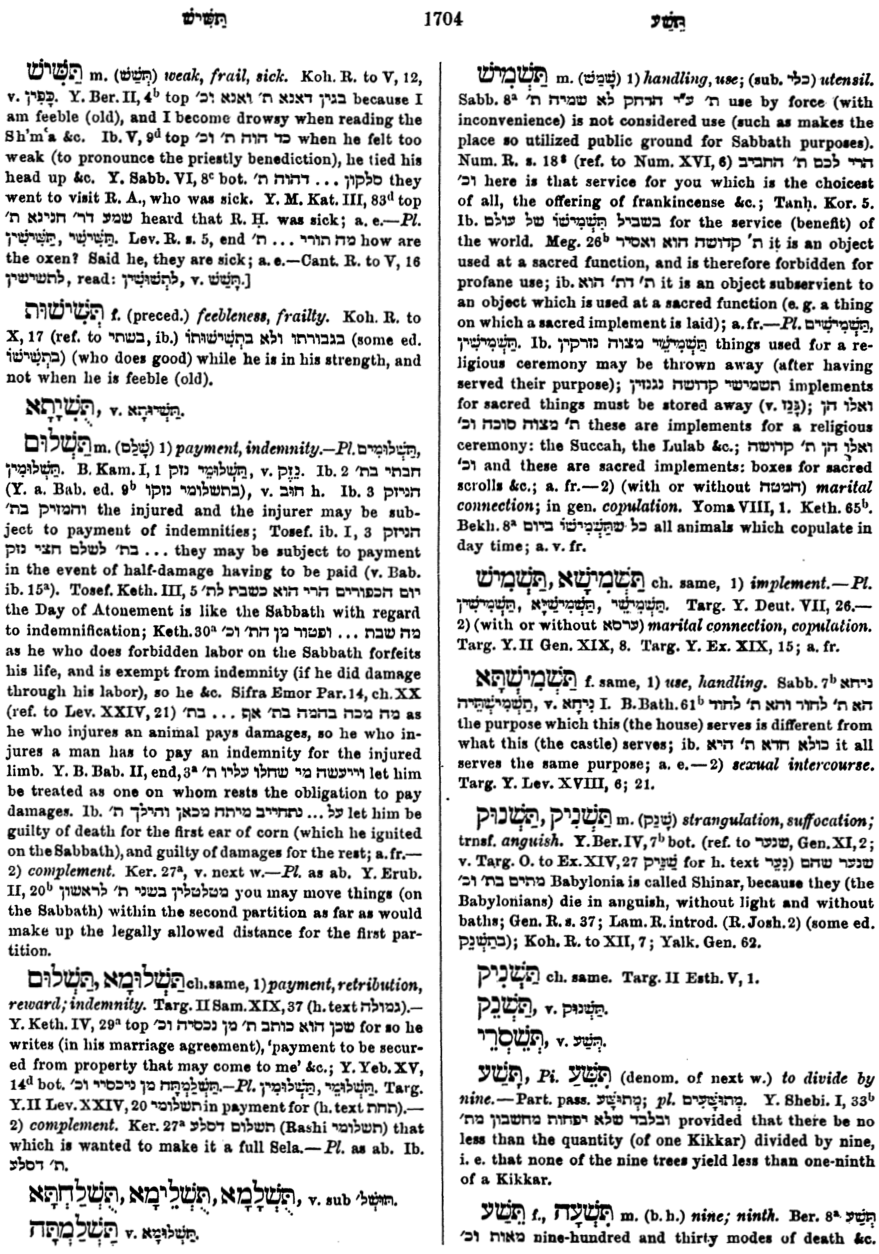 תַּשִּׁישׁ 1704 תֵּשַׁע
תַּשִּׁישׁ m. (תְּשַׁשׁ) weak, frail, sick. Koh. R. to V, 12,
v. כָּפִין. Y. Ber. II, 4ᵇ top בגין דאנא ת׳ ואנא וכ׳ because I
am feeble (old), and I become drowsy when reading the
Sh'm‘a &c. Ib. V, 9ᵈ top כד הוה ת׳ וכ׳ when he felt too
weak (to pronounce the priestly benediction), he tied his
head up &c. Y. Sabb. VI, 8ᶜ bot. סלקון ... דהוה ת׳ they
went to visit R. A., who was sick. Y. M. Kat. III, 83ᵈ top
שמע דר׳ חנינא ת׳ heard that R. H. was sick; a. e.—Pl.
תַּשִּׁישֵׁי, תַּשִּׁישִׁין. Lev. R. s. 5, end מה תורי ... ת׳ how are
the oxen? Said he, they are sick; a. e.—Cant. R. to V, 16
לתשישין, read: לִתְשׁוּשִׁין, v. תָּשַׁשׁ.]
תְּשִׁישׁוּת f. (preced.) feebleness, frailty. Koh. R. to
X, 17 (ref. to בשתי, ib.) בגבורתו ולא בִתְשִׁישׁוּתוֹ (some ed.
בִתְשִׁישׁוֹ) (who does good) while he is in his strength, and
not when he is feeble (old).
תְּשִׁיתָא, v. תַּשְׁוִיתָא.
תַּשְׁלוּם m. (שָׁלַם) 1) payment, indemnity.—Pl. תַּשְׁלוּמִים,
תַּשְׁלוּמִין. B. Kam. I, 1 תַּשְׁלוּמֵי נזק, v. נֶזֶק. Ib. 2 חבתי בת׳
(Y. a. Bab. ed. 9ᵇ בתשלומי נזקו), v. חוּב h. Ib. 3 הניזק
והמזיק בת׳ the injured and the injurer may be sub-
ject to payment of indemnities; Tosef. ib. I, 3 הניזק
בת׳ לשלם חצי נזק ... they may be subject to payment
in the event of half-damage having to be paid (v. Bab.
ib. 15ᵃ). Tosef. Keth. III, 5 יום הכפורים הרי הוא כשבת לת׳
the Day of Atonement is like the Sabbath with regard
to indemnification; Keth. 30ᵃ מה שבת ... ופטור מן הת׳ וכ׳
as he who does forbidden labor on the Sabbath forfeits
his life, and is exempt from indemnity (if he did damage
through his labor), so he &c. Sifra Emor Par. 14, ch. XX
(ref. to Lev. XXIV, 21) מה מכה בהמה בת׳ אף ... בת׳ as
he who injures an animal pays damages, so he who in-
jures a man has to pay an indemnity for the injured
limb. Y. B. Bab. II, end, 3ᵃ וייעשה מי שחלו עליו ת׳ let him
be treated as one on whom rests the obligation to pay
damages. Ib. על ... נתחייב מיתה מכאן והילך ת׳ let him be
guilty of death for the first ear of corn (which he ignited
on the Sabbath), and guilty of damages for the rest; a. fr.—
2) complement. Ker. 27ᵃ, v. next w.—Pl. as ab. Y. Erub.
II, 20ᵇ מטלטלין בשני ת׳ לראשון you may move things (on
the Sabbath) within the second partition as far as would
make up the legally allowed distance for the first par-
tition.
תַּשְׁלוּמָא, תַּשְׁלוּם ch. same, 1) payment, retribution,
reward; indemnity. Targ. II Sam. XIX, 37 (h. text גמולה).—
Y. Keth. IV, 29ᵃ top שכן הוא כותב ת׳ מן נכסיה וכ׳ for so he
writes (in his marriage agreement), 'payment to be secur-
ed from property that may come to me' &c.; Y. Yeb. XV,
14ᵈ bot. תַּשְׁלַמְתָּה מן ניכסיי וכ׳.—Pl. תַּשְׁלוּמֵי, תַּשְׁלוּמִין. Targ.
Y. II Lev. XXIV, 20 תשלומי in payment for (h. text תחת).—
2) complement. Ker. 27ᵃ תשלום דסלע (Rashi תשלומי) that
which is wanted to make it a full Sela.—Pl. as ab. Ib.
ת׳ דסלע.
תֻּשְׁלָמָא, תֻּשְׁלֵימָא, תֻּשְׁלַחְתָּא, v. sub תּוּשְׁל׳.
תַּשְׁלַמְתָּה v. תַּשְׁלוּמָא.
תַּשְׁמִישׁ m. (שָׁמַשׁ) 1) handling, use; (sub. כלי) utensil.
Sabb. 8ᵃ ת׳ ע״י הדחק לא שמיה ת׳ use by force (with
inconvenience) is not considered use (such as makes the
place so utilized public ground for Sabbath purposes).
Num. R. s. 18⁸ (ref. to Num. XVI, 6) הרי לכם ת׳ החביב
וכ׳ here is that service for you which is the choicest
of all, the offering of frankincense &c.; Tanḥ. Kor. 5.
Ib. בשביל תַּשְׁמִישׁוֹ של עולם for the service (benefit) of
the world. Meg. 26ᵇ ת׳ קדושה הוא ואסיר it is an object
used at a sacred function, and is therefore forbidden for
profane use; ib. ת׳ דת׳ הוא it is an object subservient to
an object which is used at a sacred function (e. g. a thing
on which a sacred implement is laid); a. fr.—Pl. תַּשְׁמִישִׁים,
תַּשְׁמִישִׁין. Ib. תַּשְׁמִישֵׁי מצוה נזרקין things used for a re-
ligious ceremony may be thrown away (after having
served their purpose); תשמישי קדושה נגנזין implements
for sacred things must be stored away (v. גָּנַז); ואלו הן
ת׳ מצוה סוכה וכ׳ these are implements for a religious
ceremony: the Succah, the Lulab &c.; ואלו הן ת׳ קדושה
וכ׳ and these are sacred implements: boxes for sacred
scrolls &c.; a. fr.—2) (with or without המטה) marital
connection; in gen. copulation. Yoma VIII, 1. Keth. 65ᵇ.
Bekh. 8ᵃ כל שתַּשְׁמִישׁוֹ ביום all animals which copulate in
day time; a. v. fr.
תַּשְׁמִישָׁא, תַּשְׁמִישׁ ch. same, 1) implement.—Pl.
תַּשְׁמִישֵׁי, תַּשְׁמִישַׁיָּא, תַּשְׁמִישִׁין. Targ. Y. Deut. VII, 26.—
2) (with or without ערסא) marital connection, copulation.
Targ. Y. II Gen. XIX, 8. Targ. Y. Ex. XIX, 15; a. fr.
תַּשְׁמִישְׁתָּא f. same, 1) use, handling. Sabb. 7ᵇ ניחא
תַּשְׁמִישְׁתֵּיהּ, v. נִיחָא I. B. Bath. 61ᵇ הא ת׳ לחוד והא ת׳ לחוד
the purpose which this (the house) serves is different from
what this (the castle) serves; ib. כולא חדא ת׳ היא it all
serves the same purpose; a. e.—2) sexual intercourse.
Targ. Y. Lev. XVIII, 6; 21.
תַּשְׁנִיק, תַּשְׁנוּק m. (שָׁנַק) strangulation, suffocation;
trnsf. anguish. Y. Ber. IV, 7ᵇ bot. (ref. to שנער, Gen. XI, 2;
v. Targ. O. to Ex. XIV, 27 שַׁנֵּיק for h. text נִעֵר) שנער שהם
מתים בת׳ וכ׳ Babylonia is called Shinar, because they (the
Babylonians) die in anguish, without light and without
baths; Gen. R. s. 37; Lam. R. introd. (R. Josh. 2) (some ed.
בתַשְׁנֵק); Koh. R. to XII, 7; Yalk. Gen. 62.
תַּשְׁנִיק ch. same. Targ. II Esth. V, 1.
תַּשְׁנֵק, v. תַּשְׁנוּק.
תְּשֵׁסְרֵי, v. תְּשַׁע.
תָּשַׁע, Pi. תִּשֵּׁעַ (denom. of next w.) to divide by
nine.—Part. pass. מְתוּשָּׁע; pl. מְתוּשָּׁעִים. Y. Shebi. I, 33ᵇ
ובלבד שלא יפחות מחשבון מת׳ provided that there be no
less than the quantity (of one Kikkar) divided by nine,
i. e. that none of the nine trees yield less than one-ninth
of a Kikkar.
תֵּשַׁע f., תִּשְׁעָה m. (b. h.) nine; ninth. Ber. 8ᵃ תְּשַׁע
מאות וכ׳ nine-hundred and thirty modes of death &c.